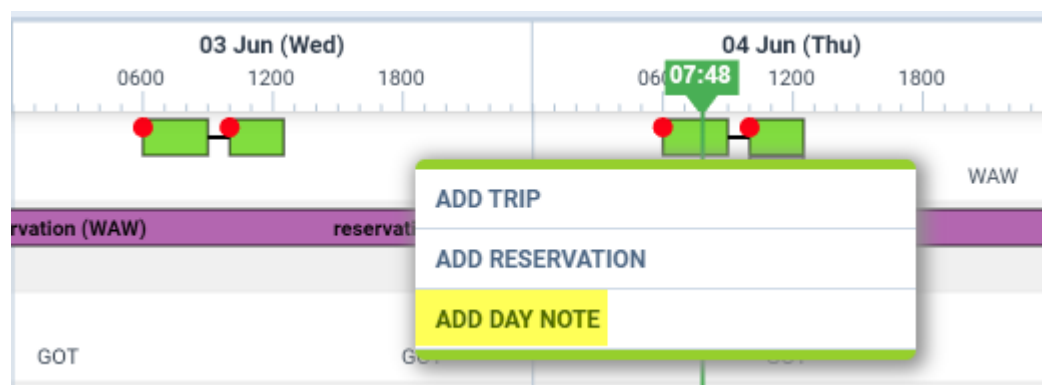 03 Jun (Wed)
04 Jun (Thu)
0600
1200
1800
07:48
1200
1800
WAW
ADD TRIP
rvation (WAW)
reservati
ADD RESERVATION
ADD DAY NOTE
GOT